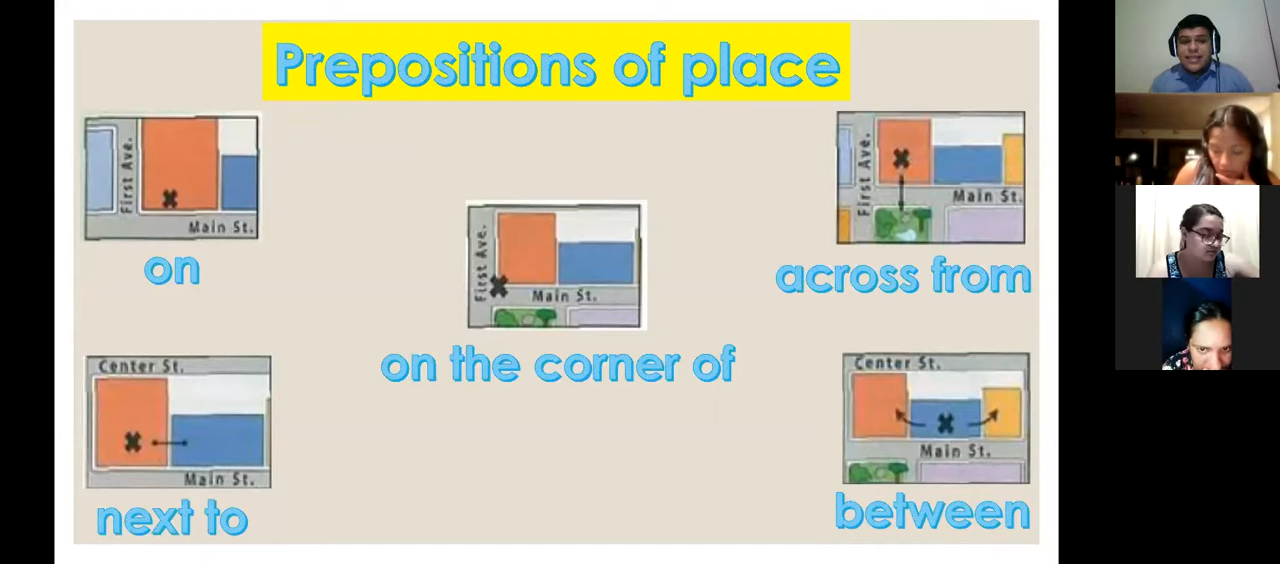 Prepositions of place
First Ave.
Main St.
on
First Ave.
Main St.
on the corner of
First Ave.
Main St.
across from
Center St.
Main St.
next to
Center St.
Main St.
between